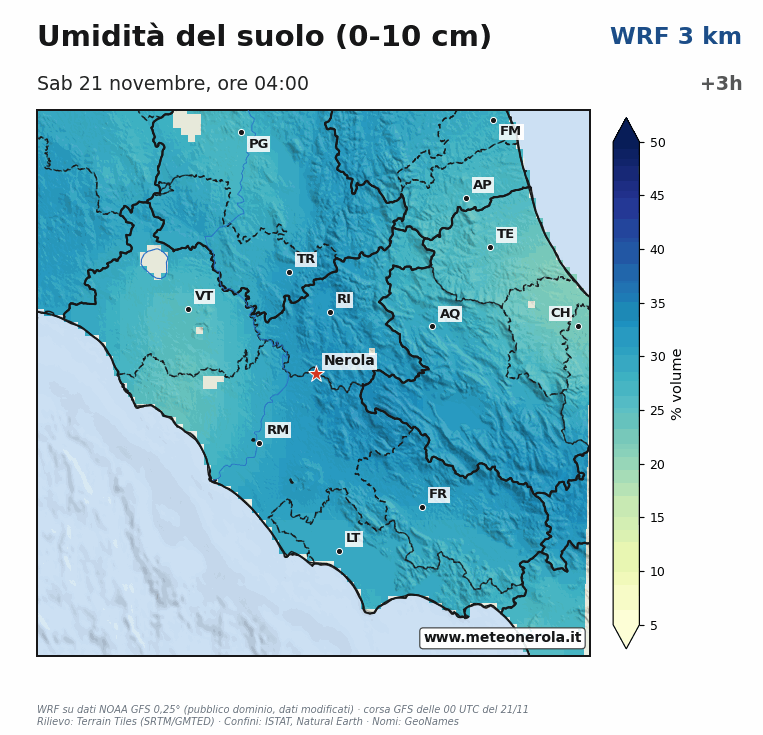 Umidità del suolo (0-10 cm)
WRF 3 km
Sab 21 novembre, ore 04:00
+3h
FM
PG
AP
TE
TR
VT
RI
AQ
CH
Nerola
RM
FR
LT
www.meteonerola.it
50
45
40
35
30
25
20
15
10
5
% volume
WRF su dati NOAA GFS 0,25° (pubblico dominio, dati modificati) · corsa GFS delle 00 UTC del 21/11
Rilievo: Terrain Tiles (SRTM/GMTED) · Confini: ISTAT, Natural Earth · Nomi: GeoNames